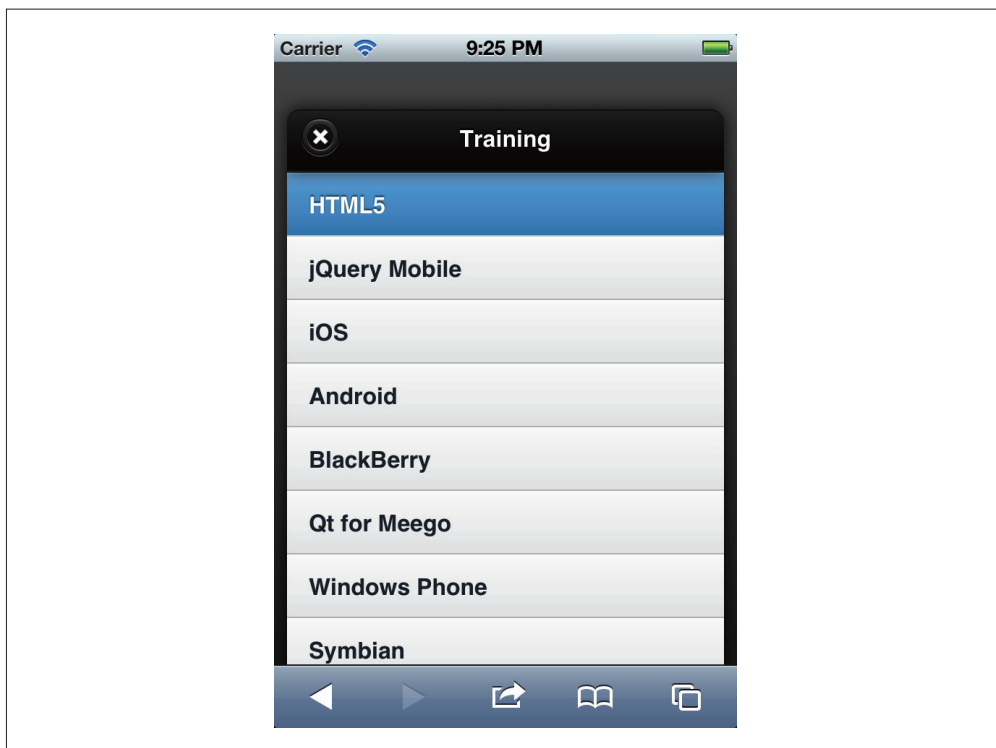 Carrier 9:25 PM
Training
HTML5
jQuery Mobile
iOS
Android
BlackBerry
Qt for Meego
Windows Phone
Symbian